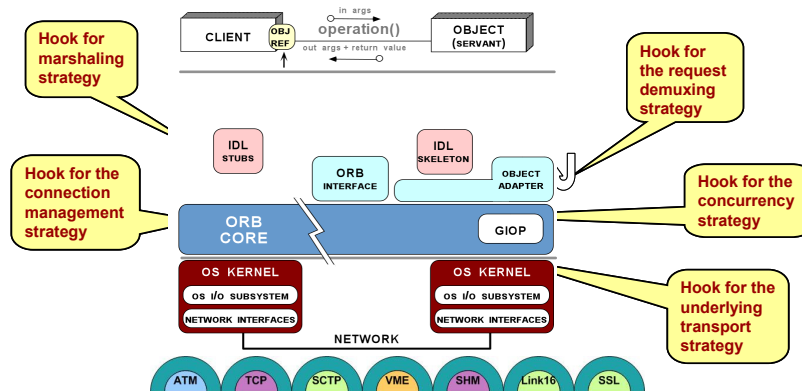 in args
CLIENT
OBJ
REF
operation()
OBJECT
(SERVANT)
out args + return value
Hook for
marshaling
strategy
Hook for
the request
demuxing
strategy
IDL
STUBS
IDL
SKELETON
ORB
INTERFACE
OBJECT
ADAPTER
Hook for the
connection
management
strategy
Hook for the
concurrency
strategy
ORB
CORE
GIOP
OS KERNEL
OS I/O SUBSYSTEM
NETWORK INTERFACES
OS KERNEL
OS I/O SUBSYSTEM
NETWORK INTERFACES
Hook for the
underlying
transport
strategy
NETWORK
ATM
TCP
SCTP
VME
SHM
Link16
SSL